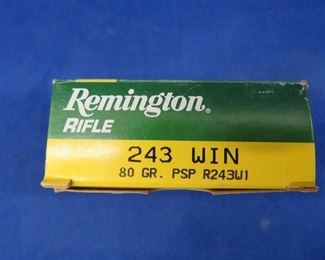 Remington®
RIFLE
243 WIN
80 GR. PSP R243W1